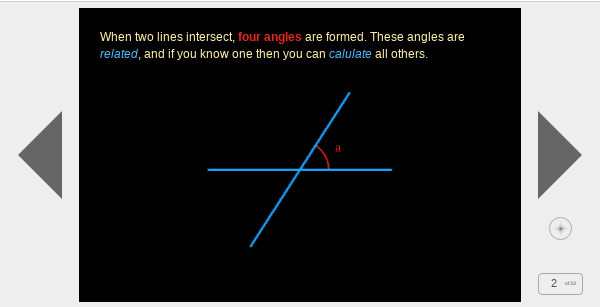 When two lines intersect, four angles are formed. These angles are
related, and if you know one then you can calulate all others.
a
2 of 33